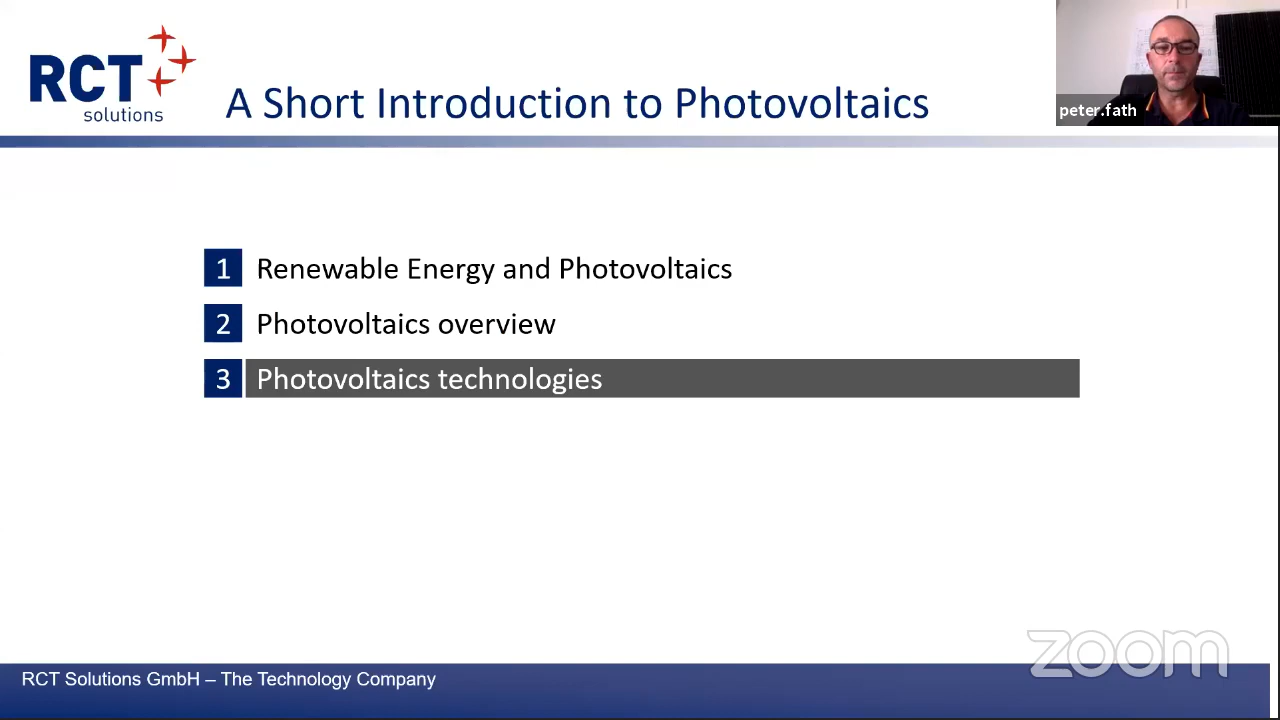 RCT
solutions
A Short Introduction to Photovoltaics
peter.fath
1 Renewable Energy and Photovoltaics
2 Photovoltaics overview
3 Photovoltaics technologies
zoom
RCT Solutions GmbH – The Technology Company